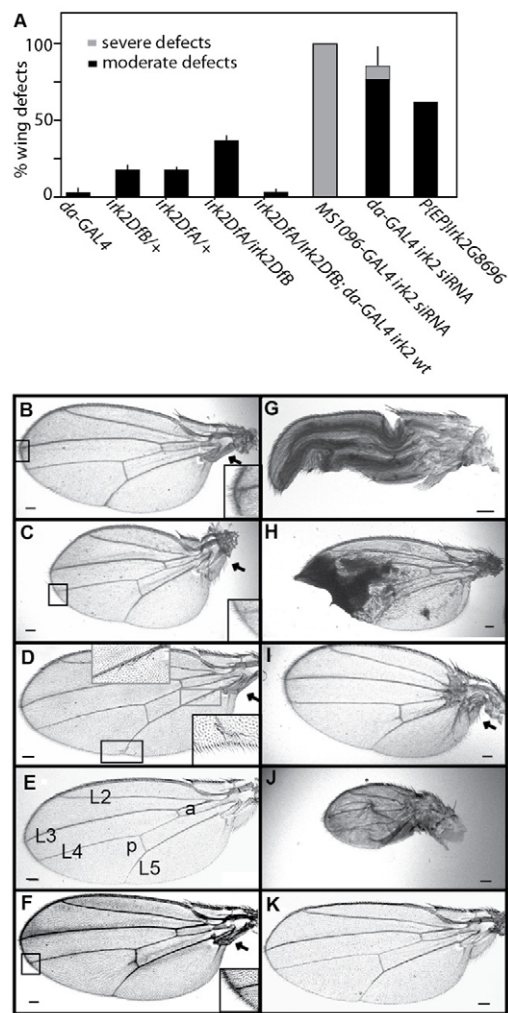 A
severe defects
moderate defects
% wing defects
100
50
0
da-GAL4
irk2DfB/+
irk2DfA/+
irk2DfA/irk2DfB
irk2DfA/irk2DfB; da-GAL4 irk2 wt
MS1096-GAL4 irk2 siRNA
da-GAL4 irk2 siRNA
P{EP}Irk2G8696
B
G
C
H
D
I
E
L2
a
L3
L4
p
L5
J
F
K